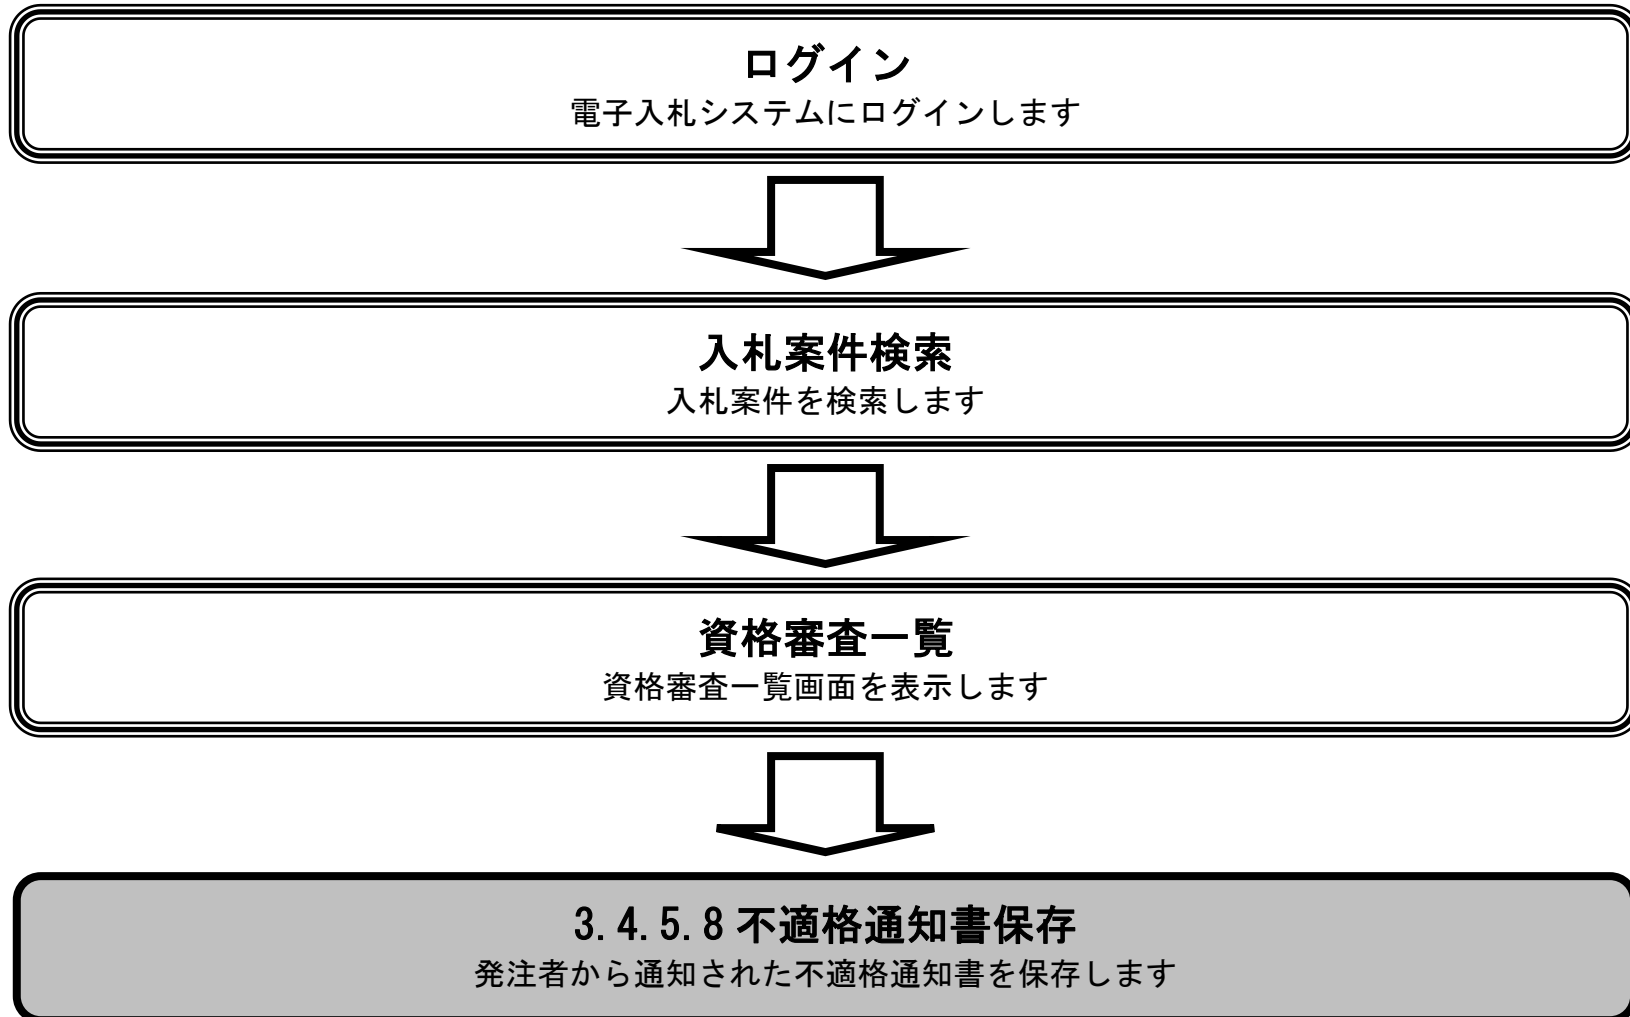 ログイン
電子入札システムにログインします
入札案件検索
入札案件を検索します
資格審査一覧
資格審査一覧画面を表示します
3.4.5.8 不適格通知書保存
発注者から通知された不適格通知書を保存します